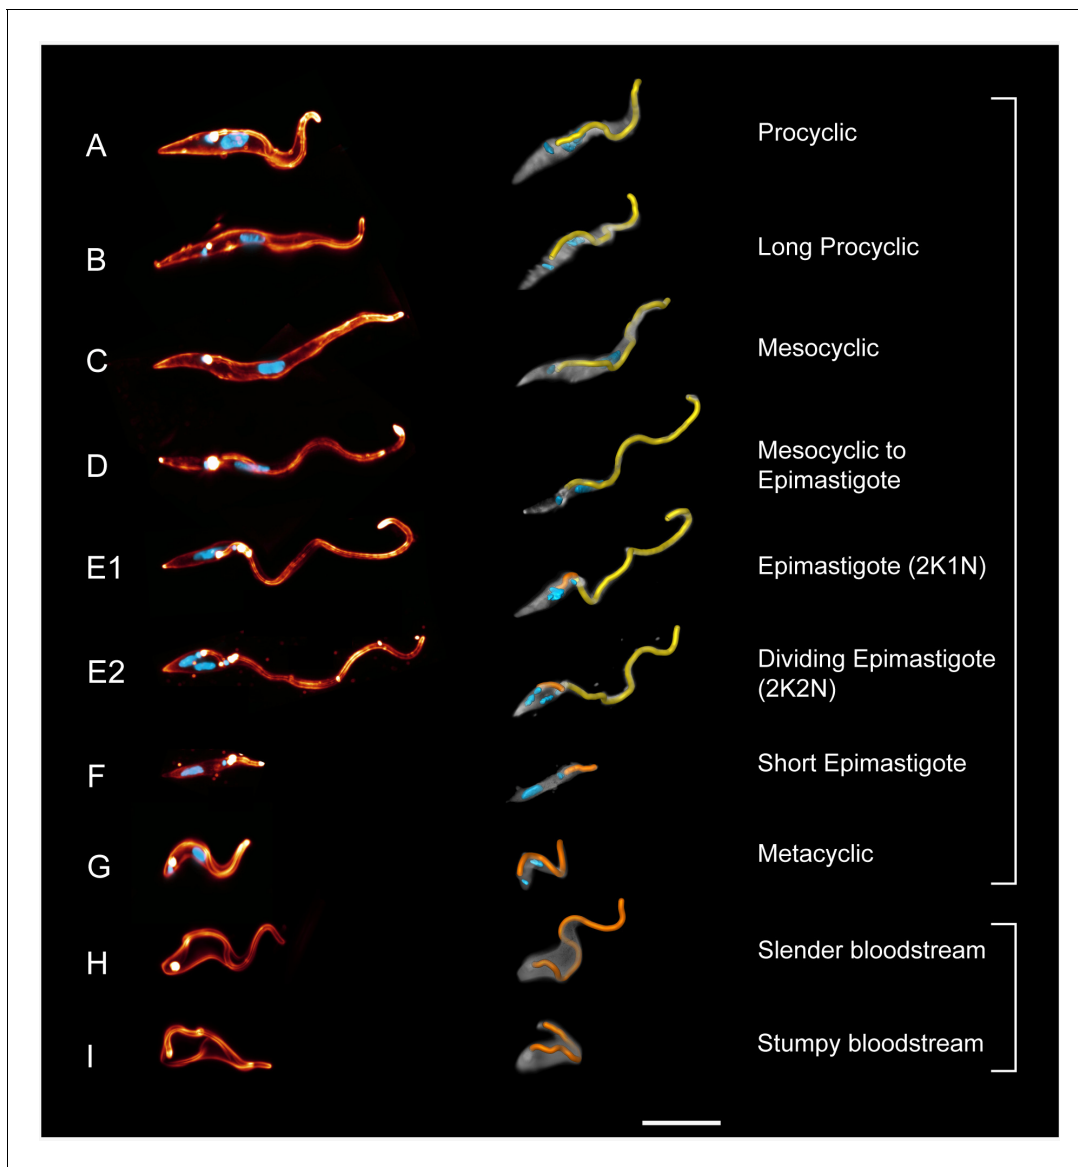 A
Procyclic
B
Long Procyclic
C
Mesocyclic
D
Mesocyclic to
Epimastigote
E1
Epimastigote (2K1N)
E2
Dividing Epimastigote
(2K2N)
F
Short Epimastigote
G
Metacyclic
H
Slender bloodstream
I
Stumpy bloodstream